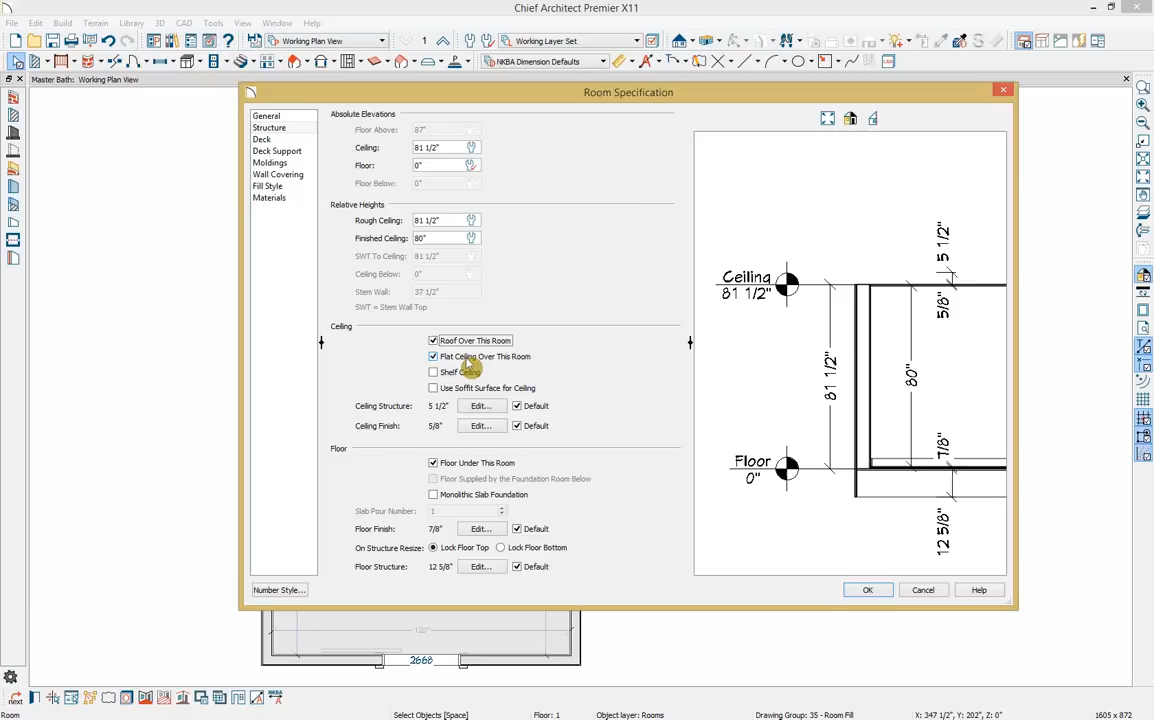 Chief Architect Premier X11
File Edit Build Terrain Library 3D CAD Tools View Window Help
Working Plan View 1 Working Layer Set
NKBA Dimension Defaults
Master Bath: Working Plan View
Room Specification
General
Structure
Deck
Deck Support
Moldings
Wall Covering
Fill Style
Materials
Absolute Elevations
Floor Above: 87"
Ceiling: 81 1/2"
Floor: 0"
Floor Below: 0"
Relative Heights
Rough Ceiling: 81 1/2"
Finished Ceiling: 80"
SWT To Ceiling: 81 1/2"
Ceiling Below: 0"
Stem Wall: 37 1/2"
SWT = Stem Wall Top
Ceiling
Roof Over This Room
Flat Ceiling Over This Room
Shelf Ceiling
Use Soffit Surface for Ceiling
Ceiling Structure: 5 1/2" Edit... Default
Ceiling Finish: 5/8" Edit... Default
Floor
Floor Under This Room
Floor Supplied by the Foundation Room Below
Monolithic Slab Foundation
Slab Pour Number: 1
Floor Finish: 7/8" Edit... Default
On Structure Resize: Lock Floor Top Lock Floor Bottom
Floor Structure: 12 5/8" Edit... Default
Ceiling
81 1/2"
5 1/2"
5/8"
81 1/2"
80"
7/8"
Floor
0"
12 5/8"
Number Style... OK Cancel Help
120"
2668
next
NKBA
Room Select Objects [Space] Floor: 1 Object layer: Rooms Drawing Group: 35 - Room Fill X: 347 1/2", Y: 202", Z: 0" 1605 x 872